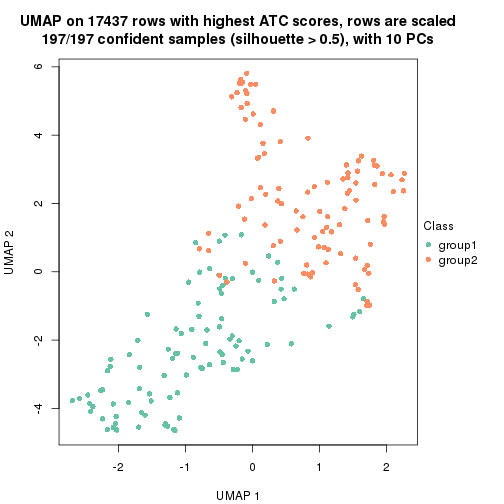 UMAP on 17437 rows with highest ATC scores, rows are scaled
197/197 confident samples (silhouette > 0.5), with 10 PCs
6
4
2
0
-2
-4
UMAP 2
-2
-1
0
1
2
UMAP 1
Class
group1
group2